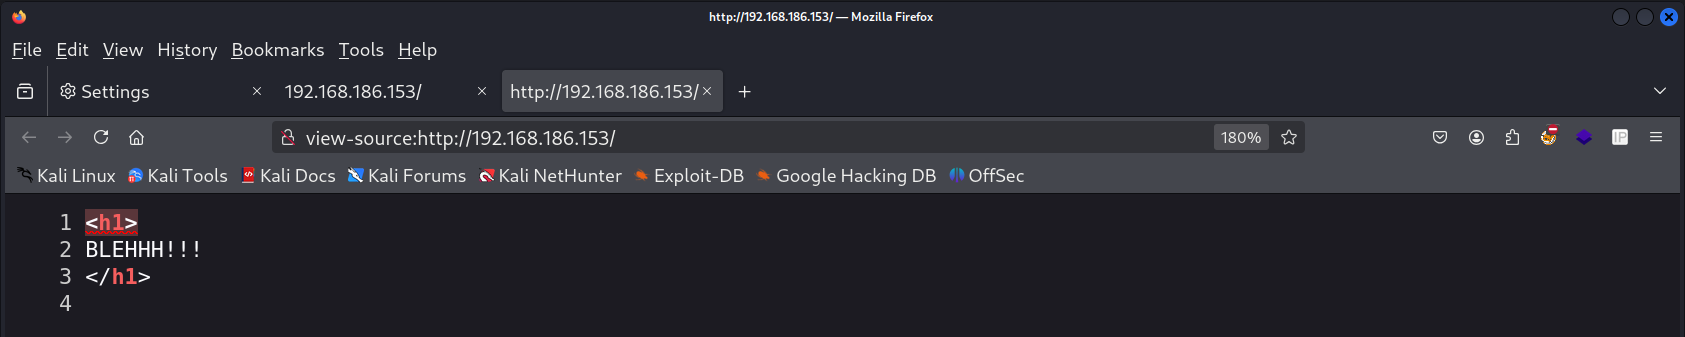 http://192.168.186.153/ — Mozilla Firefox
File Edit View History Bookmarks Tools Help
Settings 192.168.186.153/ http://192.168.186.153/
view-source:http://192.168.186.153/ 180% IP
Kali Linux Kali Tools Kali Docs Kali Forums Kali NetHunter Exploit-DB Google Hacking DB OffSec
1 <h1>
2 BLEHHH!!!
3 </h1>
4